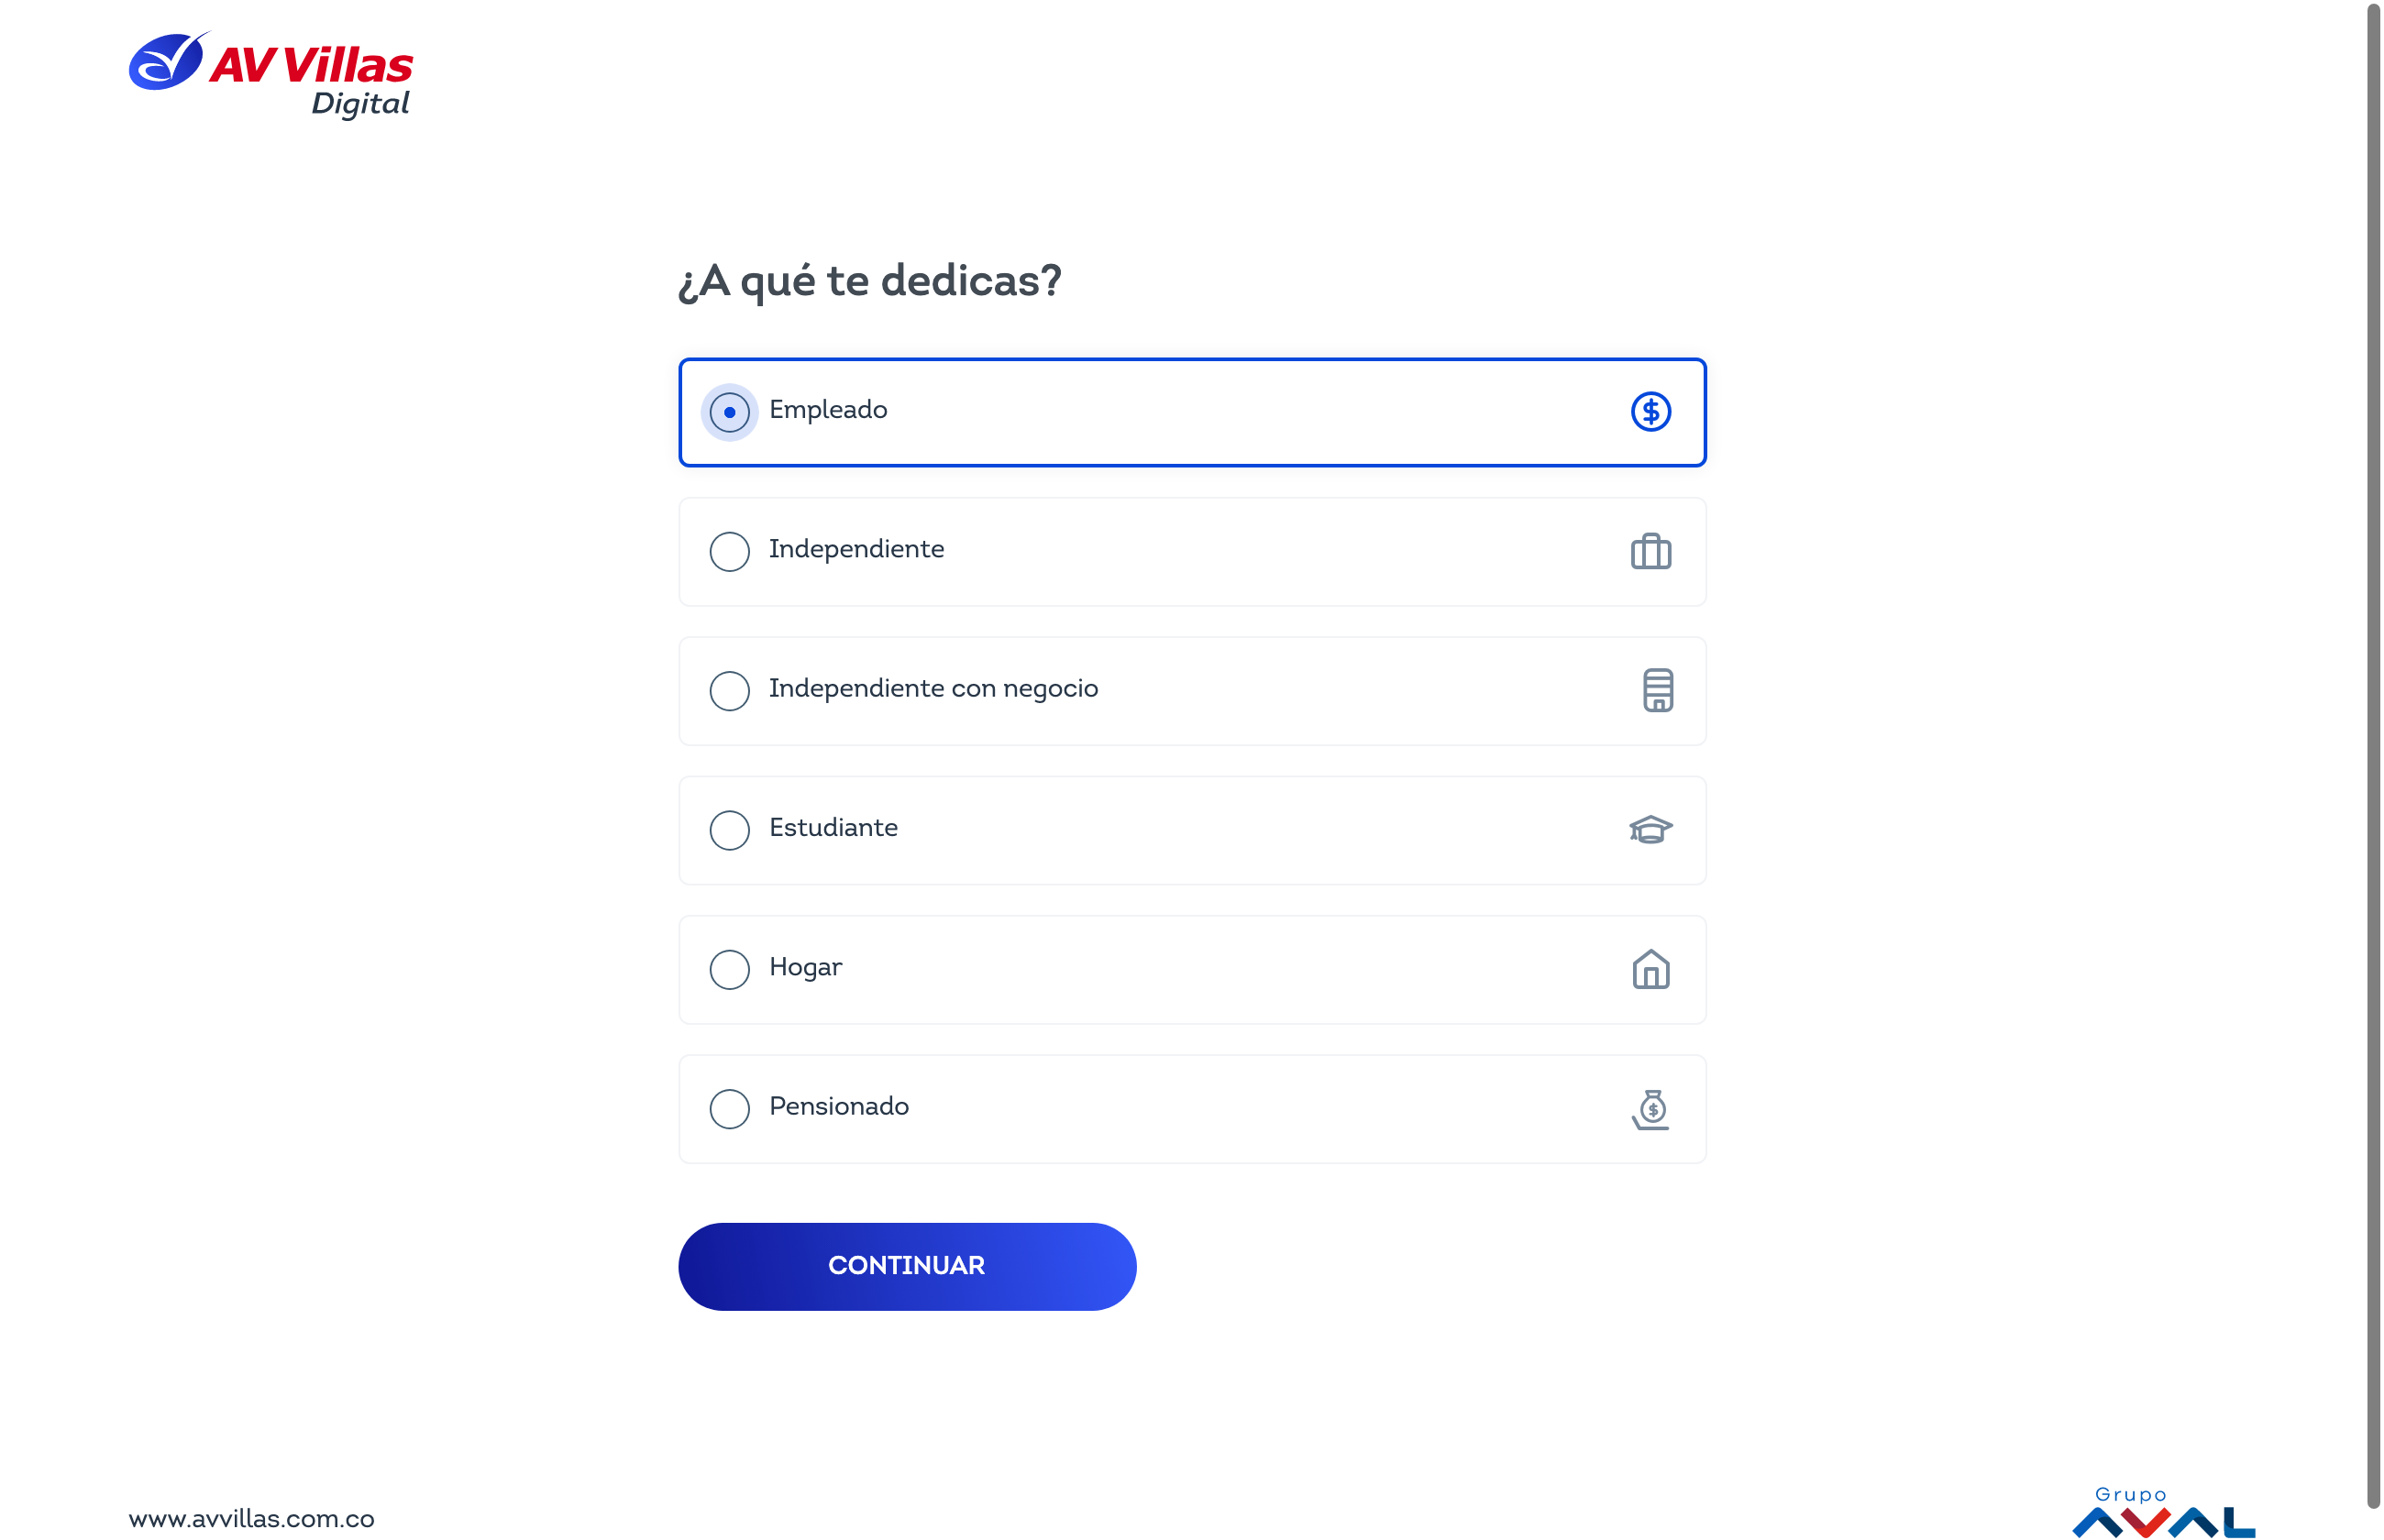 AV Villas
Digital
¿A qué te dedicas?
Empleado
Independiente
Independiente con negocio
Estudiante
Hogar
Pensionado
CONTINUAR
www.avvillas.com.co
Grupo
AVAL